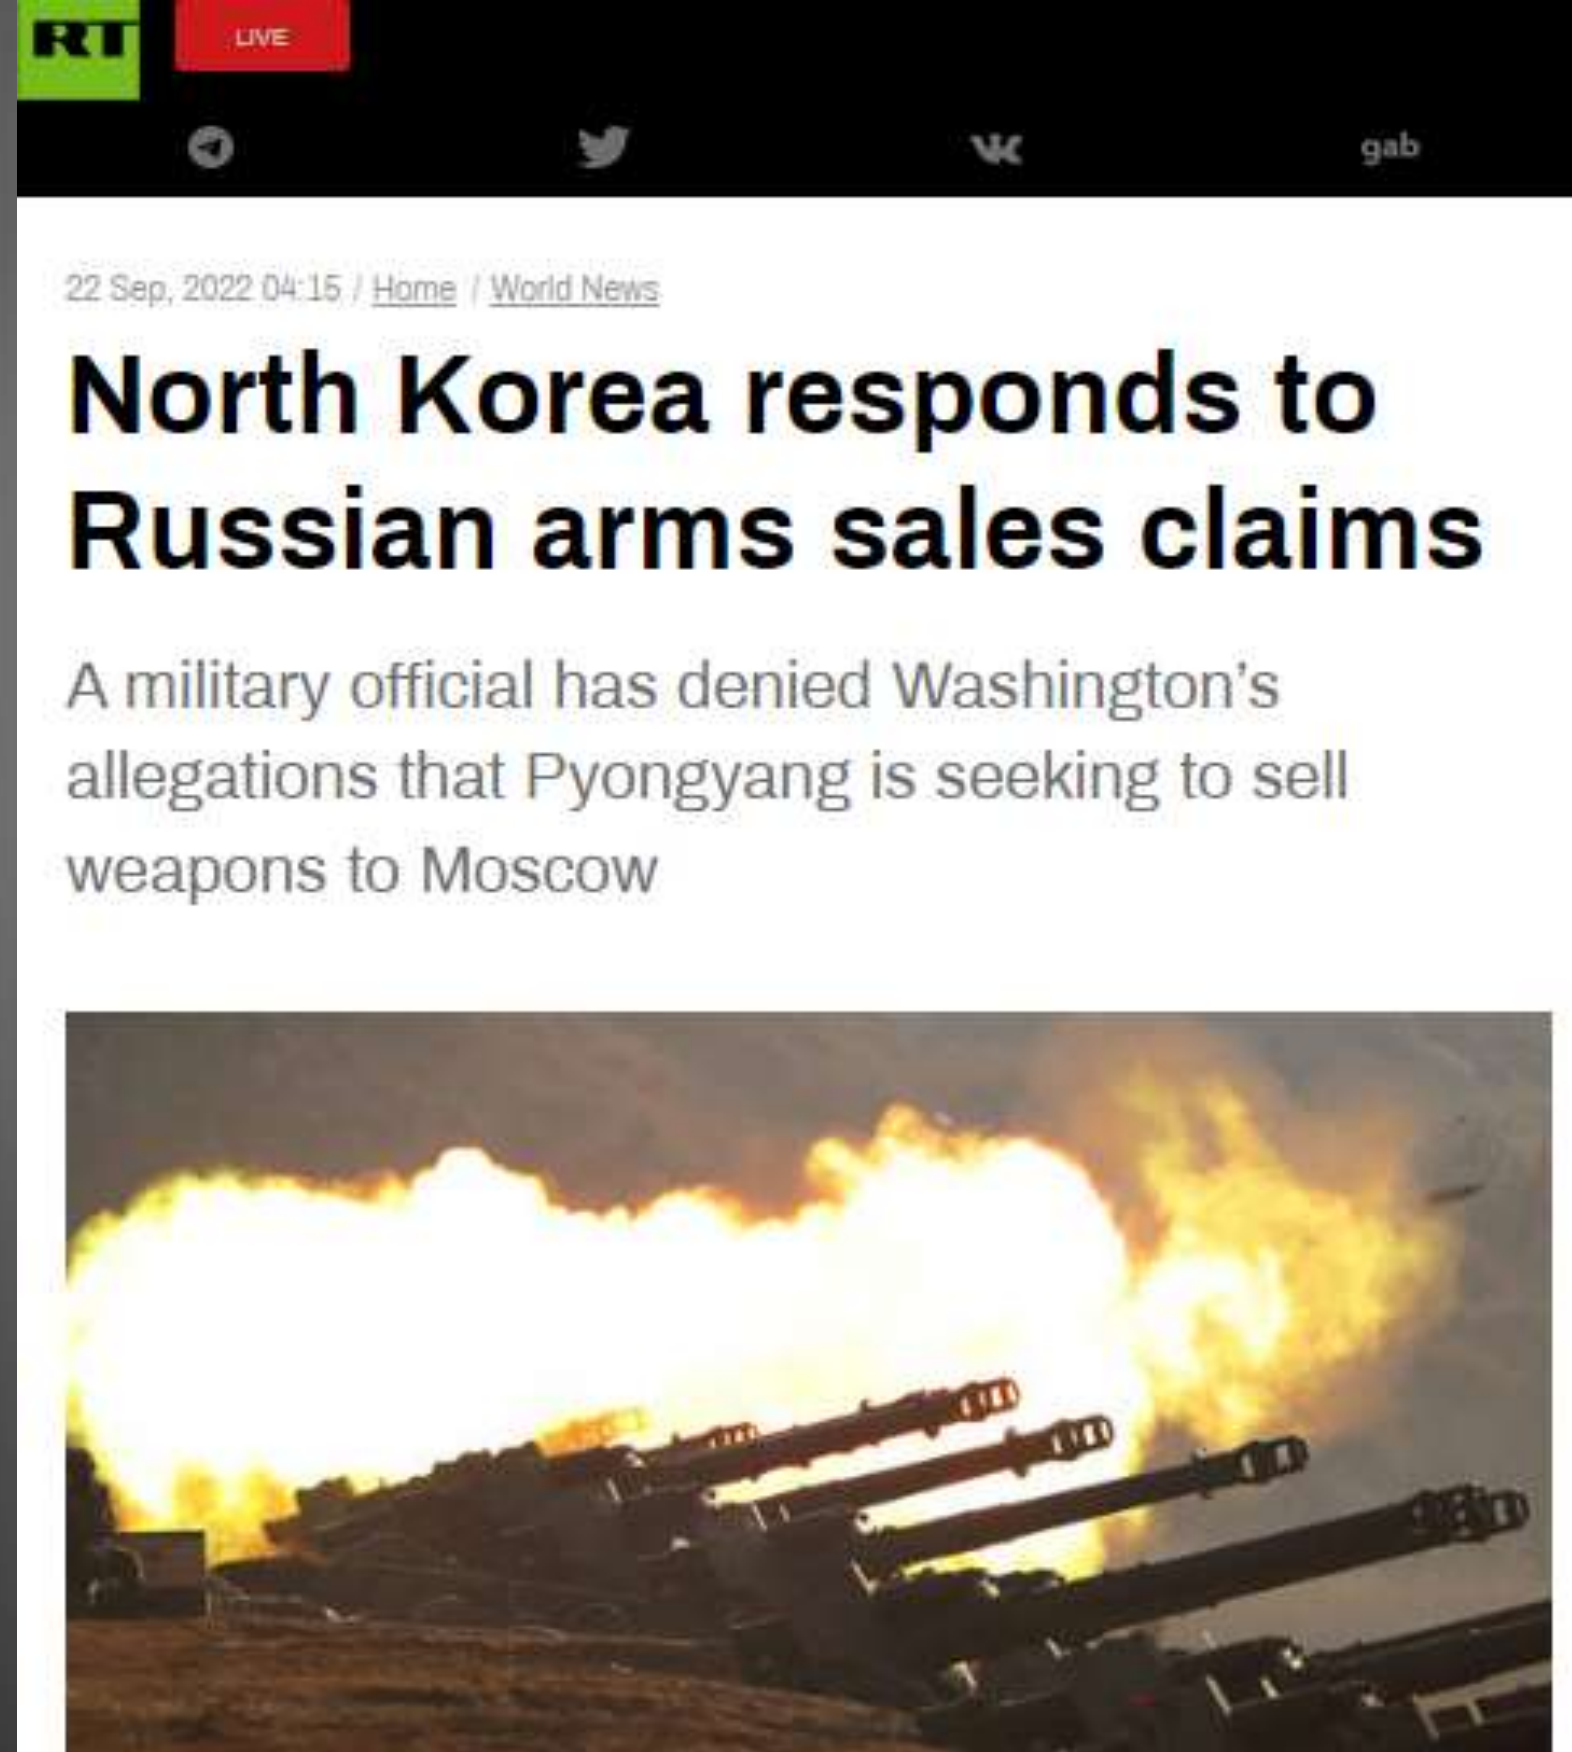 RT
LIVE
gab
22 Sep, 2022 04:15 / Home / World News
North Korea responds to
Russian arms sales claims
A military official has denied Washington's
allegations that Pyongyang is seeking to sell
weapons to Moscow